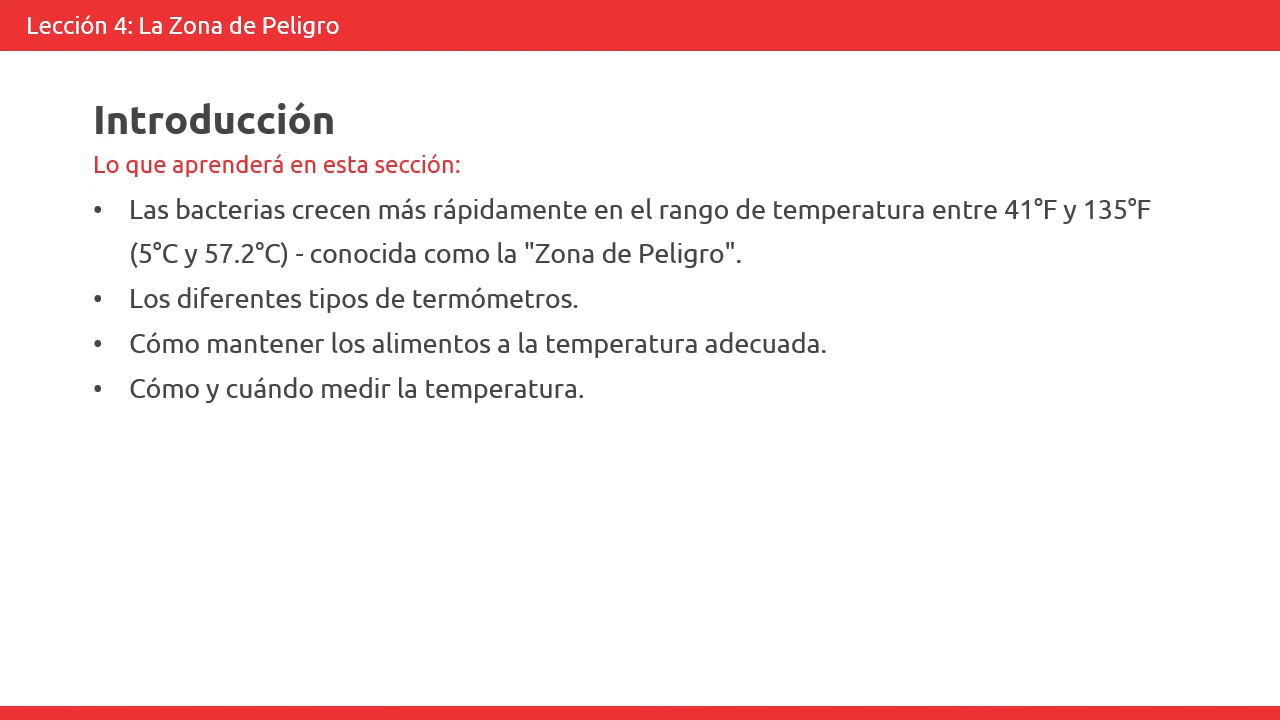 Lección 4: La Zona de Peligro
Introducción
Lo que aprenderá en esta sección:
• Las bacterias crecen más rápidamente en el rango de temperatura entre 41°F y 135°F
(5°C y 57.2°C) - conocida como la "Zona de Peligro".
• Los diferentes tipos de termómetros.
• Cómo mantener los alimentos a la temperatura adecuada.
• Cómo y cuándo medir la temperatura.